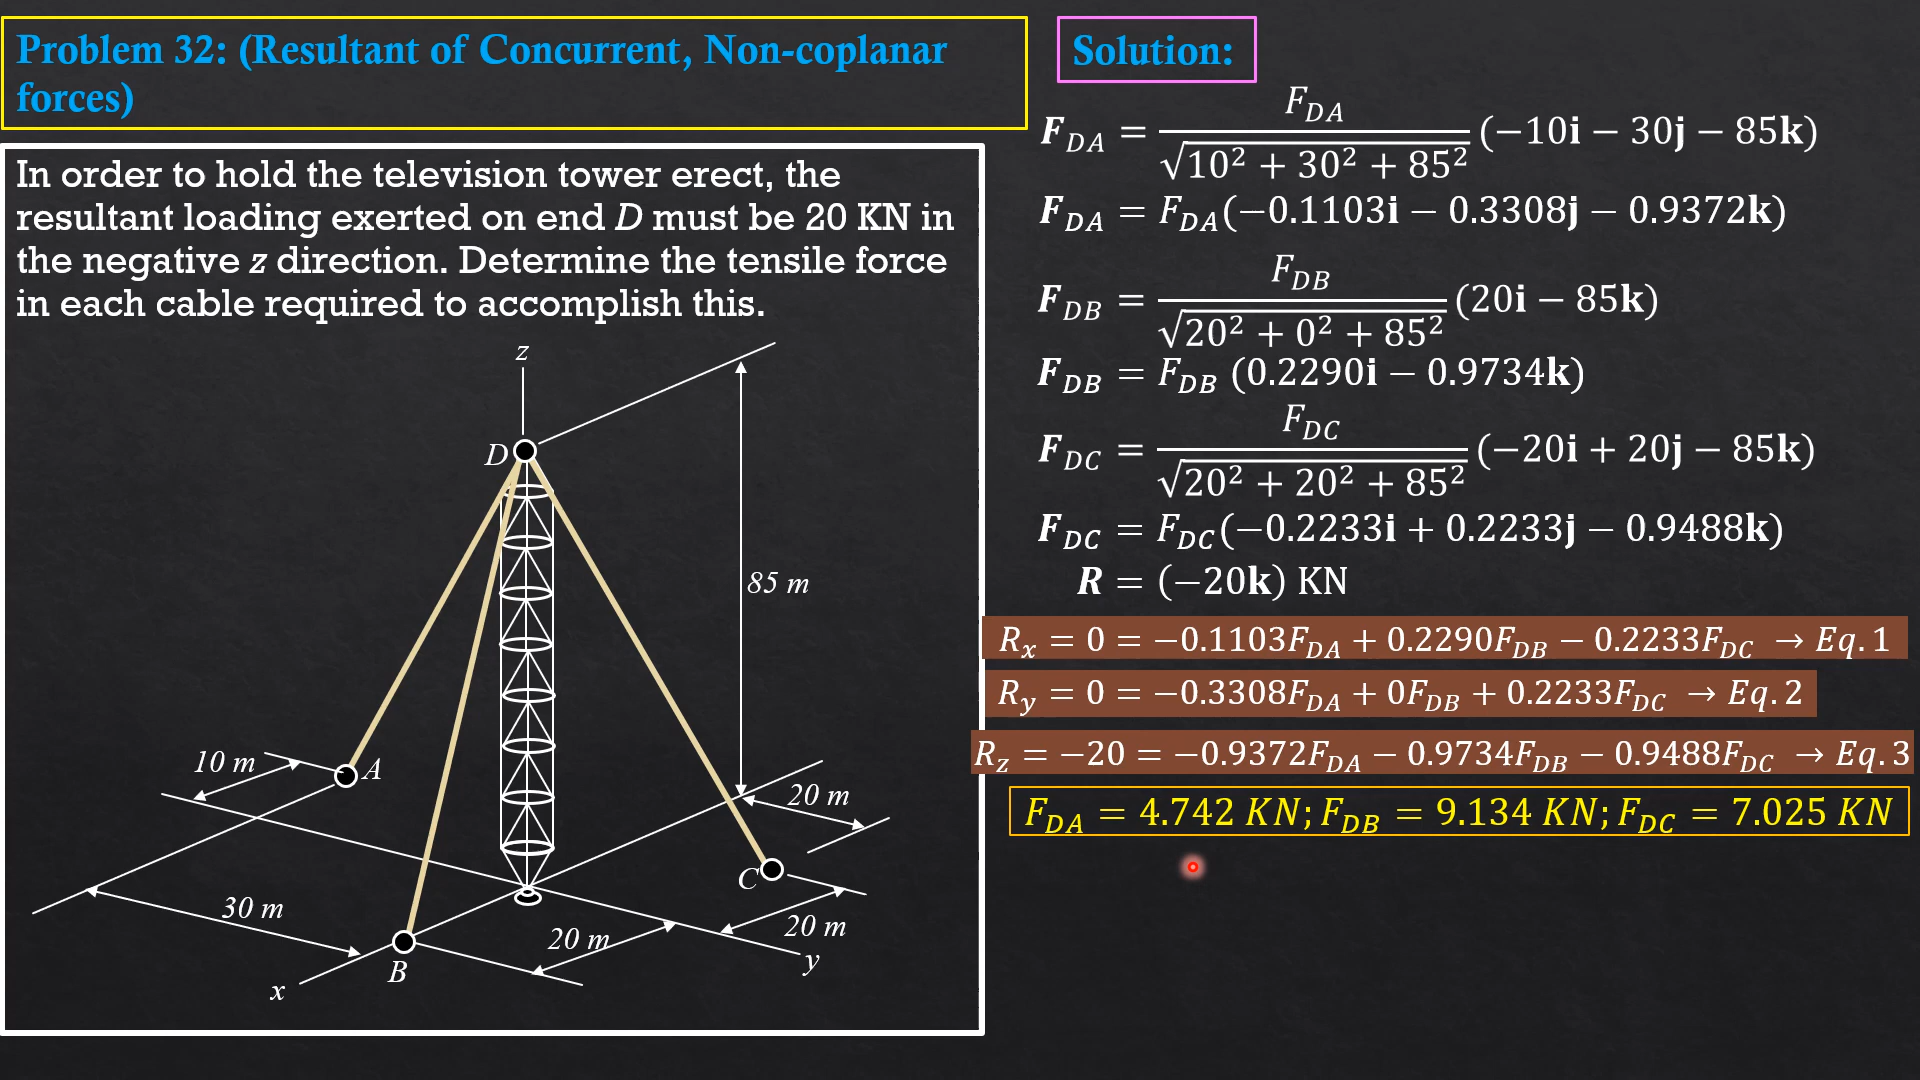 Problem 32: (Resultant of Concurrent, Non-coplanar
forces)
In order to hold the television tower erect, the
resultant loading exerted on end D must be 20 KN in
the negative z direction. Determine the tensile force
in each cable required to accomplish this.
z
D
85 m
10 m
A
20 m
C
30 m
20 m
20 m
B
y
x
Solution:
F_DA = F_DA/√(10² + 30² + 85²) (−10i − 30j − 85k)
F_DA = F_DA(−0.1103i − 0.3308j − 0.9372k)
F_DB = F_DB/√(20² + 0² + 85²) (20i − 85k)
F_DB = F_DB (0.2290i − 0.9734k)
F_DC = F_DC/√(20² + 20² + 85²) (−20i + 20j − 85k)
F_DC = F_DC(−0.2233i + 0.2233j − 0.9488k)
R = (−20k) KN
R_x = 0 = −0.1103F_DA + 0.2290F_DB − 0.2233F_DC → Eq. 1
R_y = 0 = −0.3308F_DA + 0F_DB + 0.2233F_DC → Eq. 2
R_z = −20 = −0.9372F_DA − 0.9734F_DB − 0.9488F_DC → Eq. 3
F_DA = 4.742 KN; F_DB = 9.134 KN; F_DC = 7.025 KN